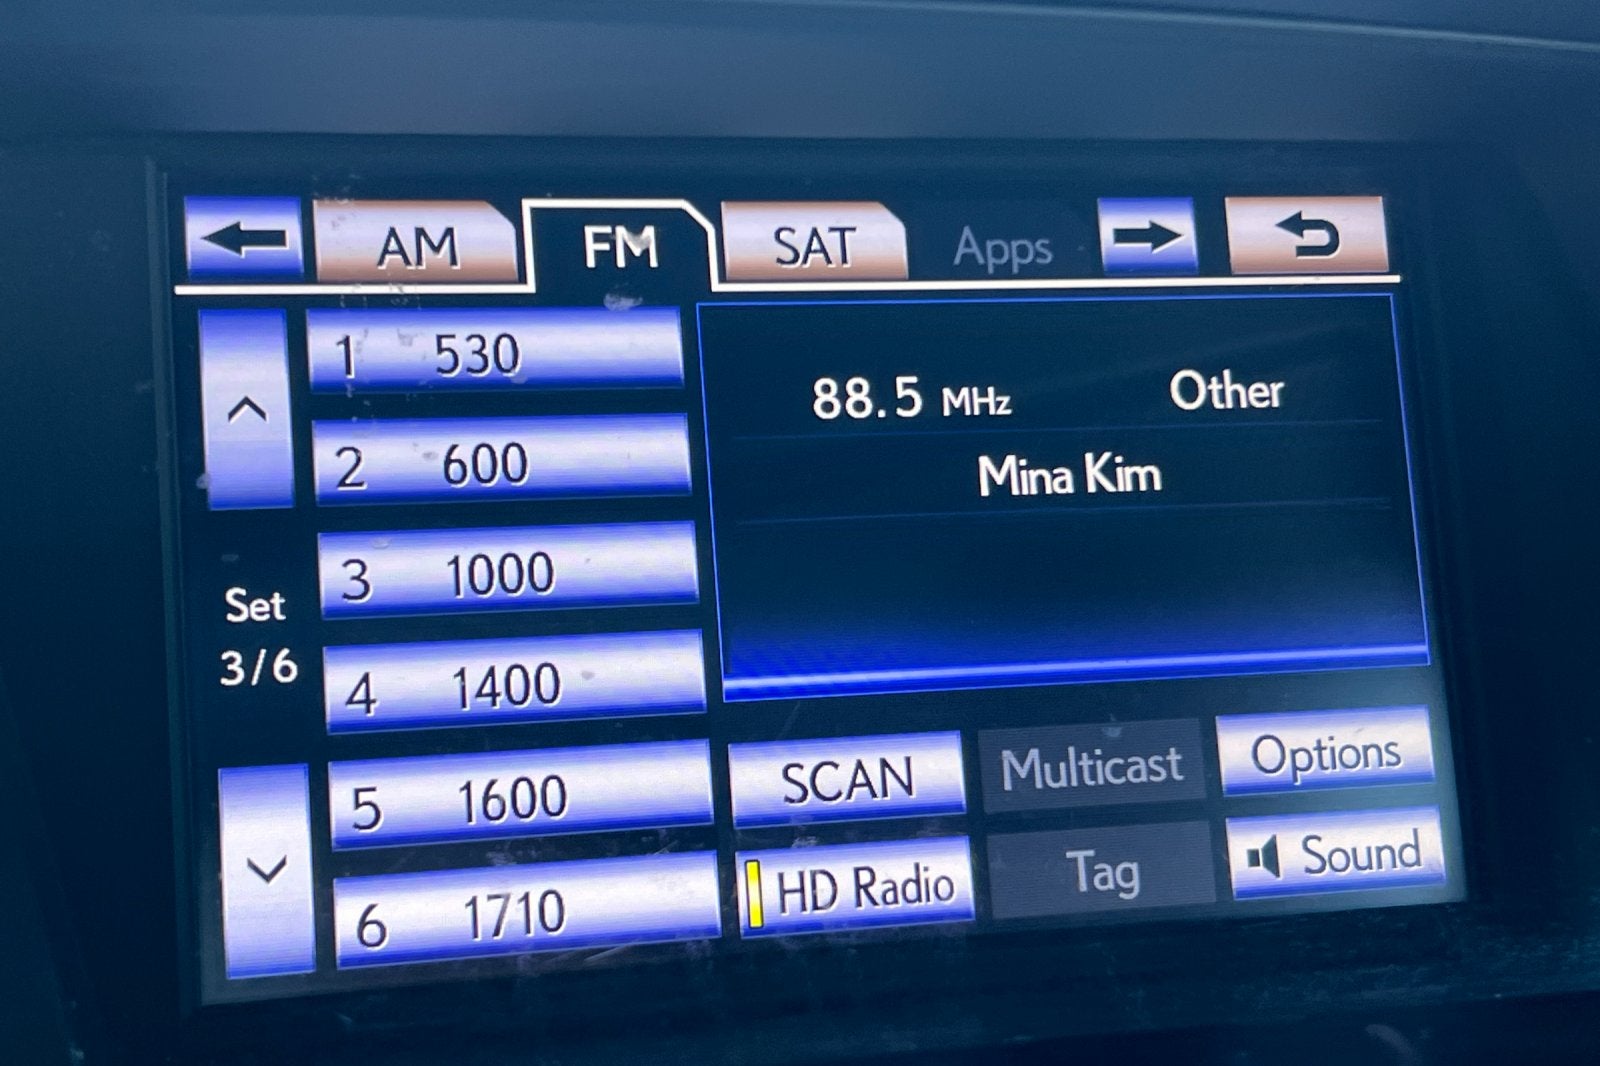 AM FM SAT Apps
1 530
2 600
3 1000
4 1400
5 1600
6 1710
Set
3/6
88.5 MHz Other
Mina Kim
SCAN Multicast Options
HD Radio Tag Sound